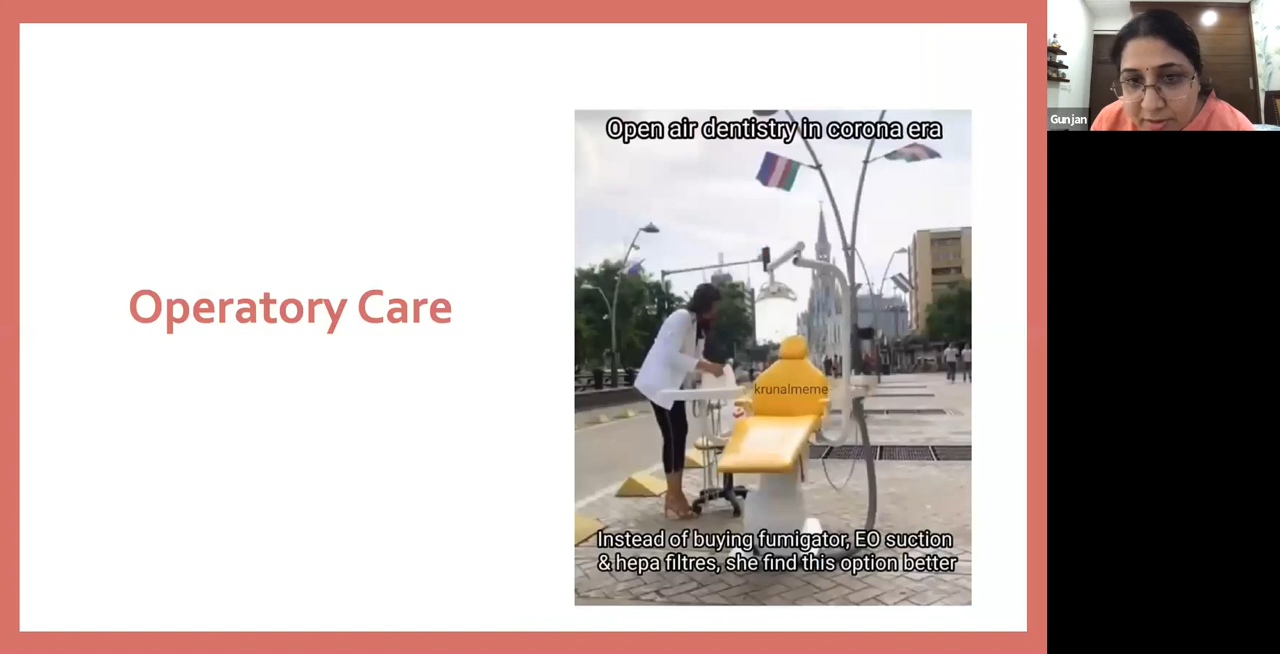 Operatory Care
Open air dentistry in corona era
krunalmeme
Instead of buying fumigator, EO suction
& hepa filtres, she find this option better
Gunjan